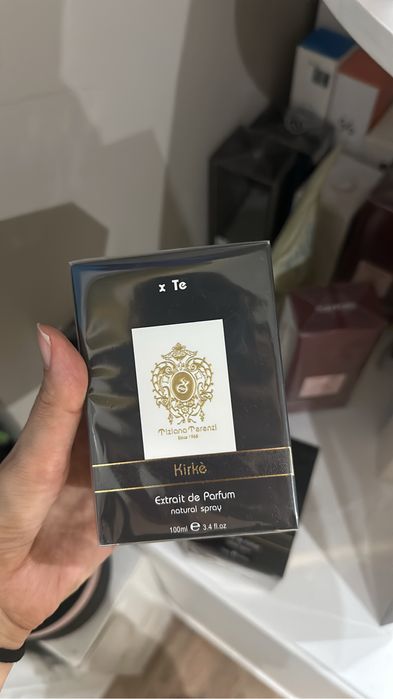 x Te
Tiziana Terenzi
Since 1968
Kirkè
Extrait de Parfum
natural spray
100ml e 3.4 fl.oz